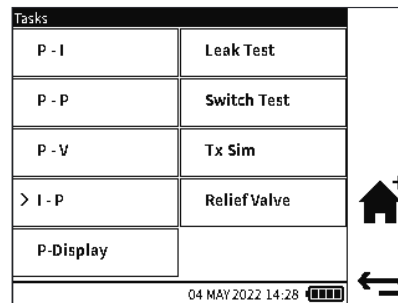 Tasks
P - I
Leak Test
P - P
Switch Test
P - V
Tx Sim
> I - P
Relief Valve
P-Display
04 MAY 2022 14:28